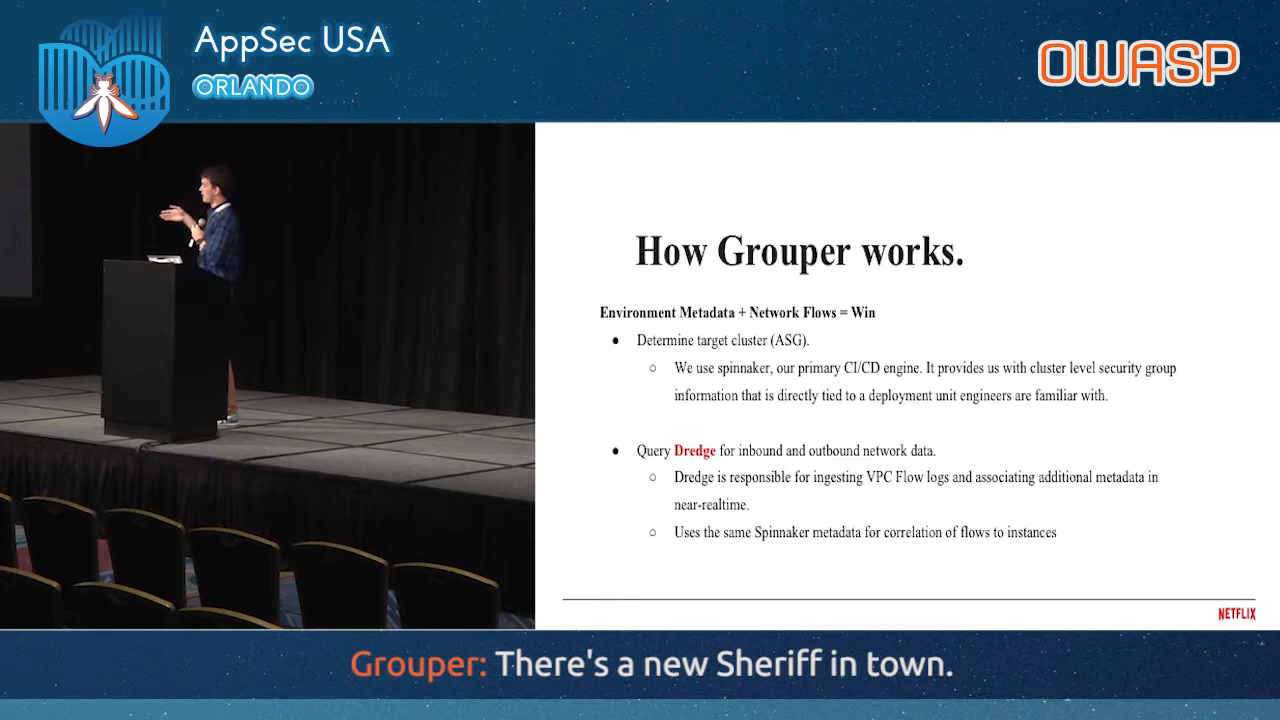 AppSec USA
ORLANDO
OWASP
How Grouper works.
Environment Metadata + Network Flows = Win
● Determine target cluster (ASG).
○ We use spinnaker, our primary CI/CD engine. It provides us with cluster level security group
information that is directly tied to a deployment unit engineers are familiar with.
● Query Dredge for inbound and outbound network data.
○ Dredge is responsible for ingesting VPC Flow logs and associating additional metadata in
near-realtime.
○ Uses the same Spinnaker metadata for correlation of flows to instances
NETFLIX
Grouper: There's a new Sheriff in town.